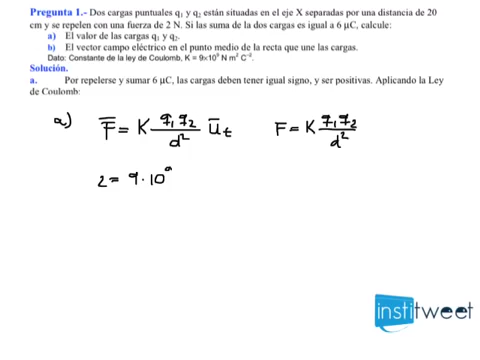 Pregunta 1.- Dos cargas puntuales q₁ y q₂ están situadas en el eje X separadas por una distancia de 20
cm y se repelen con una fuerza de 2 N. Si las suma de la dos cargas es igual a 6 μC, calcule:
a) El valor de las cargas q₁ y q₂.
b) El vector campo eléctrico en el punto medio de la recta que une las cargas.
Dato: Constante de la ley de Coulomb, K = 9×10⁹ N m² C⁻².
Solución.
a. Por repelerse y sumar 6 μC, las cargas deben tener igual signo, y ser positivas. Aplicando la Ley
de Coulomb:
a) F̅ = K q₁q₂/d² u̅t F = K q₁q₂/d²
2 = 9·10⁹
institweet